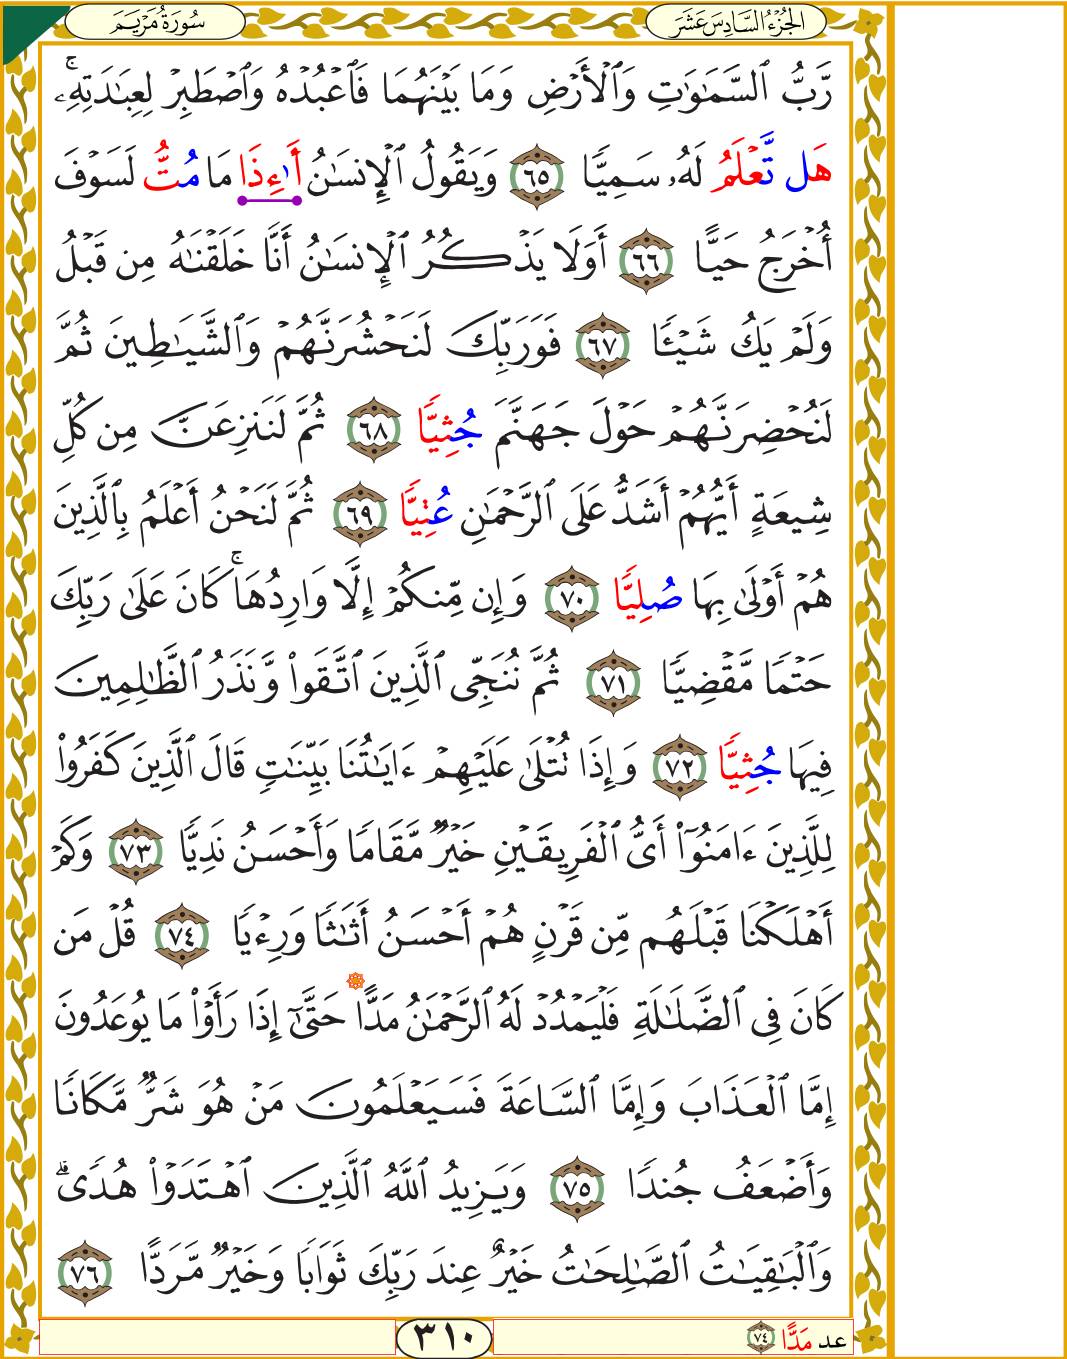 الجُزْءُ السَّادِسَ عَشَرَ
سُورَةُ مَرْيَمَ
رَّبُّ ٱلسَّمَٰوَٰتِ وَٱلْأَرْضِ وَمَا بَيْنَهُمَا فَٱعْبُدْهُ وَٱصْطَبِرْ لِعِبَٰدَتِهِۦۚ
هَل تَّعْلَمُ لَهُۥ سَمِيًّا ٦٥ وَيَقُولُ ٱلْإِنسَٰنُ أَ۟ءِذَا مَا مُتُّ لَسَوْفَ
أُخْرَجُ حَيًّا ٦٦ أَوَلَا يَذْكُرُ ٱلْإِنسَٰنُ أَنَّا خَلَقْنَٰهُ مِن قَبْلُ
وَلَمْ يَكُ شَيْـًٔا ٦٧ فَوَرَبِّكَ لَنَحْشُرَنَّهُمْ وَٱلشَّيَٰطِينَ ثُمَّ
لَنُحْضِرَنَّهُمْ حَوْلَ جَهَنَّمَ جُثِيًّا ٦٨ ثُمَّ لَنَنزِعَنَّ مِن كُلِّ
شِيعَةٍ أَيُّهُمْ أَشَدُّ عَلَى ٱلرَّحْمَٰنِ عُتِيًّا ٦٩ ثُمَّ لَنَحْنُ أَعْلَمُ بِٱلَّذِينَ
هُمْ أَوْلَىٰ بِهَا صُلِيًّا ٧٠ وَإِن مِّنكُمْ إِلَّا وَارِدُهَاۚ كَانَ عَلَىٰ رَبِّكَ
حَتْمًا مَّقْضِيًّا ٧١ ثُمَّ نُنَجِّى ٱلَّذِينَ ٱتَّقَوا۟ وَّنَذَرُ ٱلظَّٰلِمِينَ
فِيهَا جُثِيًّا ٧٢ وَإِذَا تُتْلَىٰ عَلَيْهِمْ ءَايَٰتُنَا بَيِّنَٰتٍ قَالَ ٱلَّذِينَ كَفَرُوا۟
لِلَّذِينَ ءَامَنُوٓا۟ أَىُّ ٱلْفَرِيقَيْنِ خَيْرٌ مَّقَامًا وَأَحْسَنُ نَدِيًّا ٧٣ وَكَمْ
أَهْلَكْنَا قَبْلَهُم مِّن قَرْنٍ هُمْ أَحْسَنُ أَثَٰثًا وَرِءْيًا ٧٤ قُلْ مَن
كَانَ فِى ٱلضَّلَٰلَةِ فَلْيَمْدُدْ لَهُ ٱلرَّحْمَٰنُ مَدًّا حَتَّىٰٓ إِذَا رَأَوْا۟ مَا يُوعَدُونَ
إِمَّا ٱلْعَذَابَ وَإِمَّا ٱلسَّاعَةَ فَسَيَعْلَمُونَ مَنْ هُوَ شَرٌّ مَّكَانًا
وَأَضْعَفُ جُندًا ٧٥ وَيَزِيدُ ٱللَّهُ ٱلَّذِينَ ٱهْتَدَوْا۟ هُدًىۗ
وَٱلْبَٰقِيَٰتُ ٱلصَّٰلِحَٰتُ خَيْرٌ عِندَ رَبِّكَ ثَوَابًا وَخَيْرٌ مَّرَدًّا ٧٦
عد مَدًّا ٧٤
٣١٠